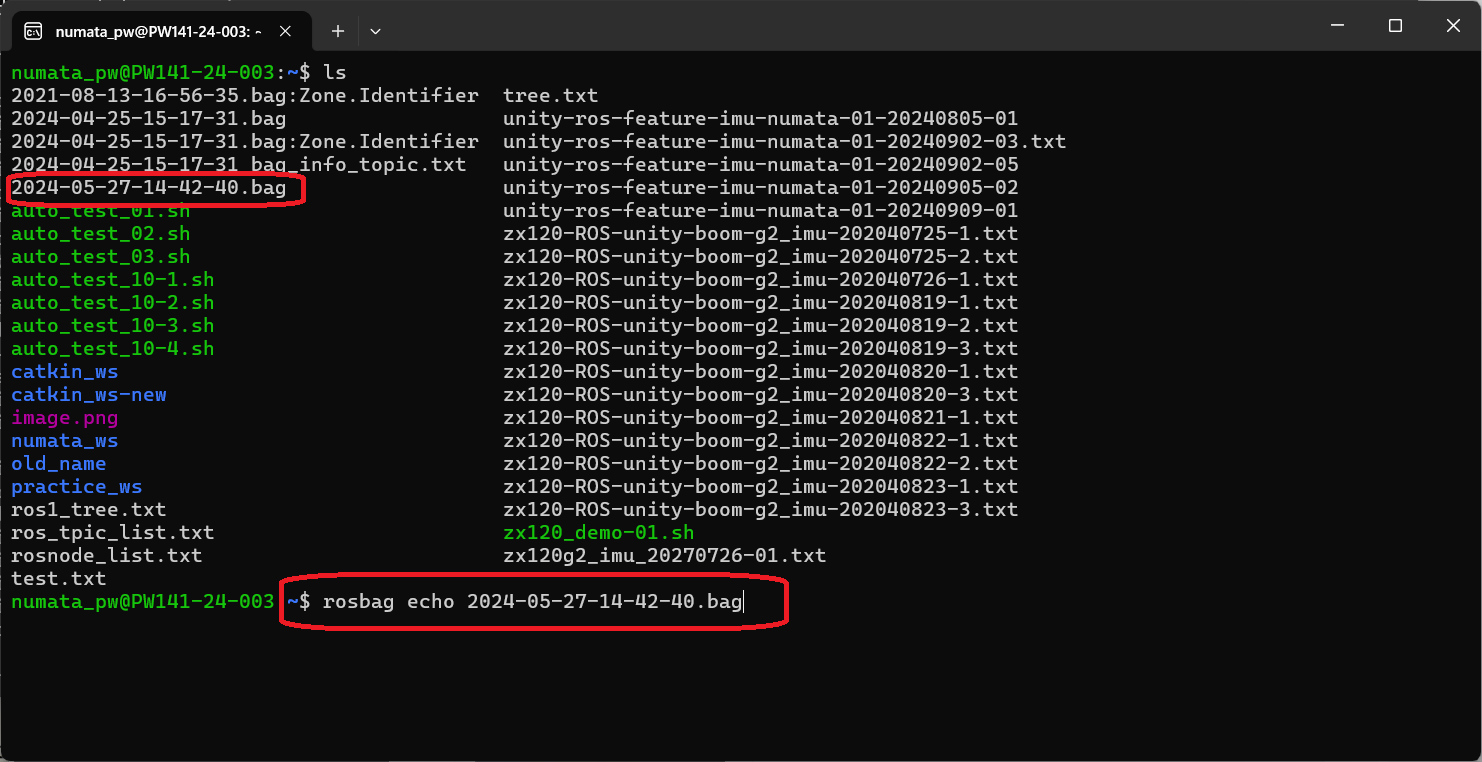 numata_pw@PW141-24-003: ~
numata_pw@PW141-24-003:~$ ls
2021-08-13-16-56-35.bag:Zone.Identifier  tree.txt
2024-04-25-15-17-31.bag                  unity-ros-feature-imu-numata-01-20240805-01
2024-04-25-15-17-31.bag:Zone.Identifier  unity-ros-feature-imu-numata-01-20240902-03.txt
2024-04-25-15-17-31_bag_info_topic.txt   unity-ros-feature-imu-numata-01-20240902-05
2024-05-27-14-42-40.bag                  unity-ros-feature-imu-numata-01-20240905-02
auto_test_01.sh                          unity-ros-feature-imu-numata-01-20240909-01
auto_test_02.sh                          zx120-ROS-unity-boom-g2_imu-202040725-1.txt
auto_test_03.sh                          zx120-ROS-unity-boom-g2_imu-202040725-2.txt
auto_test_10-1.sh                        zx120-ROS-unity-boom-g2_imu-202040726-1.txt
auto_test_10-2.sh                        zx120-ROS-unity-boom-g2_imu-202040819-1.txt
auto_test_10-3.sh                        zx120-ROS-unity-boom-g2_imu-202040819-2.txt
auto_test_10-4.sh                        zx120-ROS-unity-boom-g2_imu-202040819-3.txt
catkin_ws                                zx120-ROS-unity-boom-g2_imu-202040820-1.txt
catkin_ws-new                            zx120-ROS-unity-boom-g2_imu-202040820-3.txt
image.png                                zx120-ROS-unity-boom-g2_imu-202040821-1.txt
numata_ws                                zx120-ROS-unity-boom-g2_imu-202040822-1.txt
old_name                                 zx120-ROS-unity-boom-g2_imu-202040822-2.txt
practice_ws                              zx120-ROS-unity-boom-g2_imu-202040823-1.txt
ros1_tree.txt                            zx120-ROS-unity-boom-g2_imu-202040823-3.txt
ros_tpic_list.txt                        zx120_demo-01.sh
rosnode_list.txt                         zx120g2_imu_20270726-01.txt
test.txt
numata_pw@PW141-24-003 ~$ rosbag echo 2024-05-27-14-42-40.bag